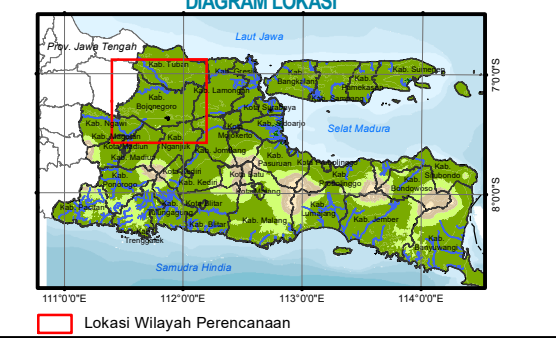 DIAGRAM LOKASI
Laut Jawa
Prov. Jawa Tengah
Kab. Tuban
Kab. Sumenep
Kab.
Bangkalan
Kab.
Pamekasan
7°0'0"S
Kab. Lamongan
Kab.
Bojonegoro
Kota Surabaya
Kab. Ngawi
Sidoarjo
Selat Madura
Kab.
Nganjuk
Mojokerto
Kab. Jombang
Kab. Madiun
Kab.
Pasuruan
Kab.
Ponorogo
Kab. Kediri
Kota Batu
Kab.
Probolinggo
Kab.
Situbondo
Kab.
Bondowoso
8°0'0"S
Kab. Pacitan
Kab.
Tulungagung
Kota Blitar
Kab. Blitar
Kab. Malang
Kab.
Lumajang
Kab. Jember
Kab.
Banyuwangi
Trenggalek
Samudra Hindia
111°0'0"E 112°0'0"E 113°0'0"E 114°0'0"E
Lokasi Wilayah Perencanaan